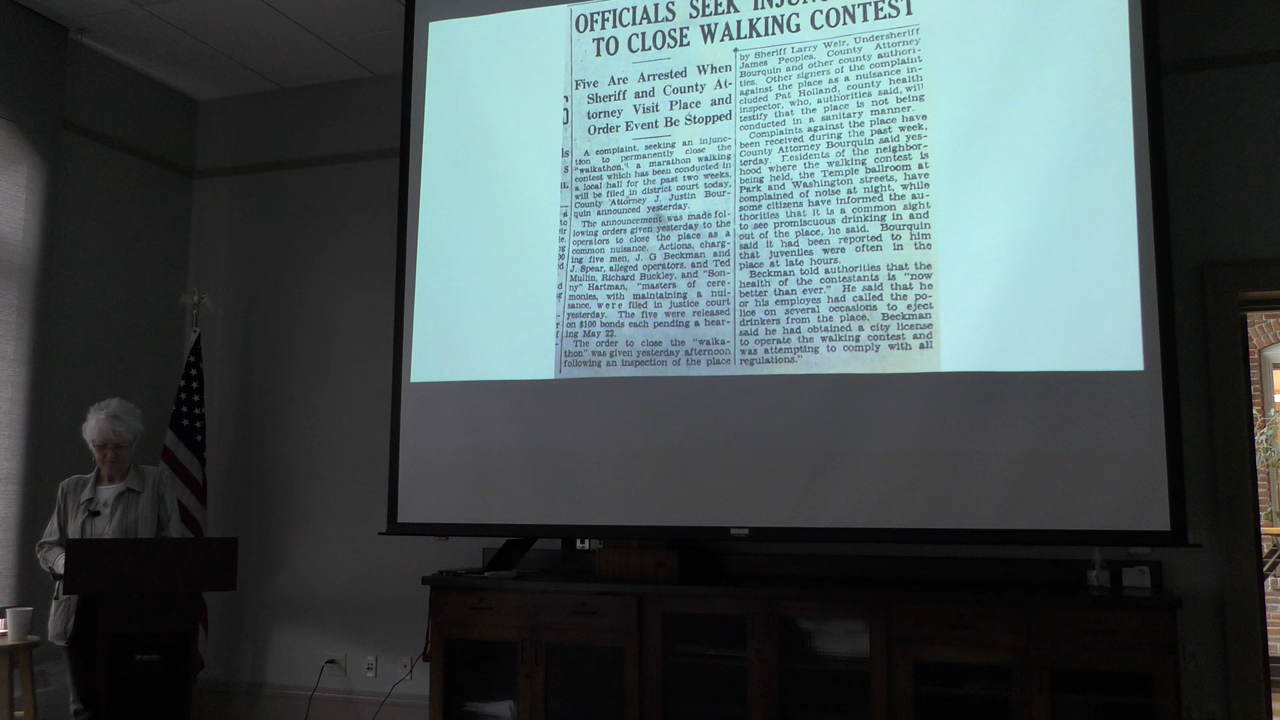 OFFICIALS SEEK
TO CLOSE WALKING CONTEST
Five Are Arrested When
Sheriff and County At-
torney Visit Place and
Order Event Be Stopped
A complaint, seeking an injunc-
tion to permanently close the
"walkathon," a marathon walking
contest which has been conducted in
a local hall for the past two weeks,
will be filed in district court today,
County Attorney J. Justin Bour-
quin announced yesterday.
The announcement was made fol-
lowing orders given yesterday to the
operators to close the place as a
common nuisance. Actions, charg-
ing five men, J. G Beckman and
J. Spear, alleged operators, and Ted
Mullin, Richard Buckley, and "Son-
ny" Hartman, "masters of cere-
monies, with maintaining a nui-
sance, were filed in justice court
yesterday. The five were released
on $100 bonds each pending a hear-
ing May 22.
The order to close the "walka-
thon" was given yesterday afternoon
following an inspection of the place
by Sheriff Larry Weir, Undersheriff
James Peoples, County Attorney
Bourquin and other county authori-
ties. Other signers of the complaint
against the place as a nuisance in-
cluded Pat Holland, county health
inspector, who, authorities said, will
testify that the place is not being
conducted in a sanitary manner.
Complaints against the place have
been received during the past week,
County Attorney Bourquin said yes-
terday. Residents of the neighbor-
hood where the walking contest is
being held, the Temple ballroom at
Park and Washington streets, have
complained of noise at night, while
some citizens have informed the au-
thorities that it is a common sight
to see promiscuous drinking in and
out of the place, he said. Bourquin
said it had been reported to him
that juveniles were often in the
place at late hours.
Beckman told authorities that the
health of the contestants is "now
better than ever." He said that he
or his employes had called the po-
lice on several occasions to eject
drinkers from the place. Beckman
said he had obtained a city license
to operate the walking contest and
was attempting to comply with all
regulations."